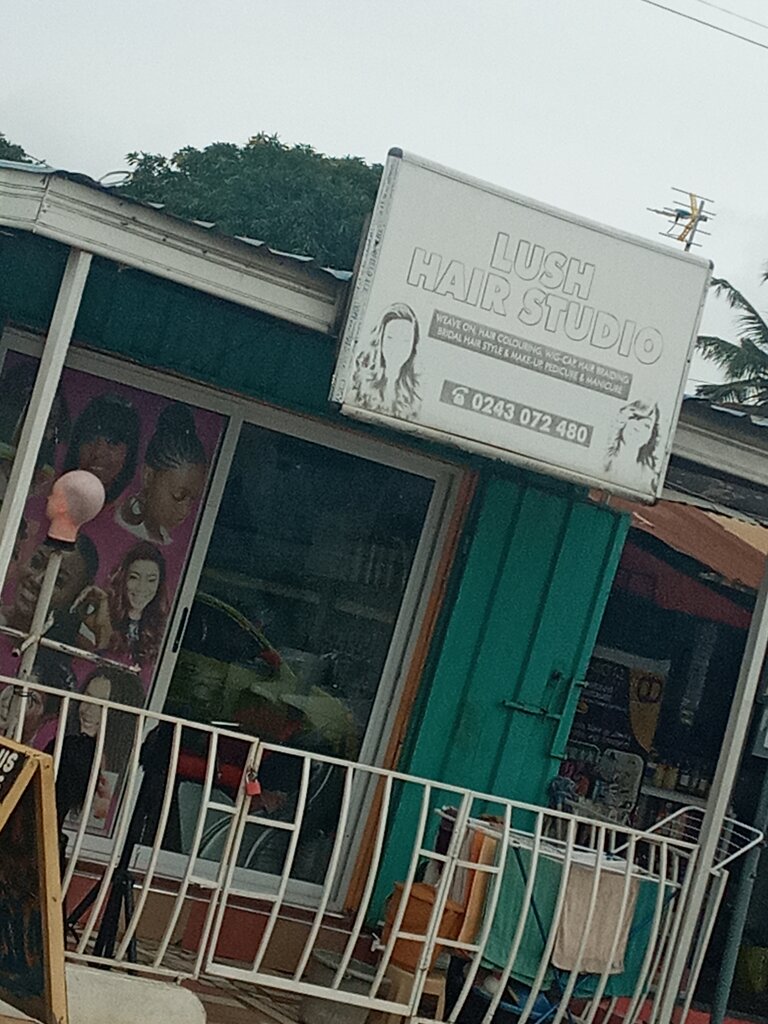 LUSH
HAIR STUDIO
WEAVE ON, HAIR COLOURING, WIG-CAP, HAIR BRAIDING
BRIDAL HAIR STYLE & MAKE-UP, PEDICURE & MANICURE
0243 072 480